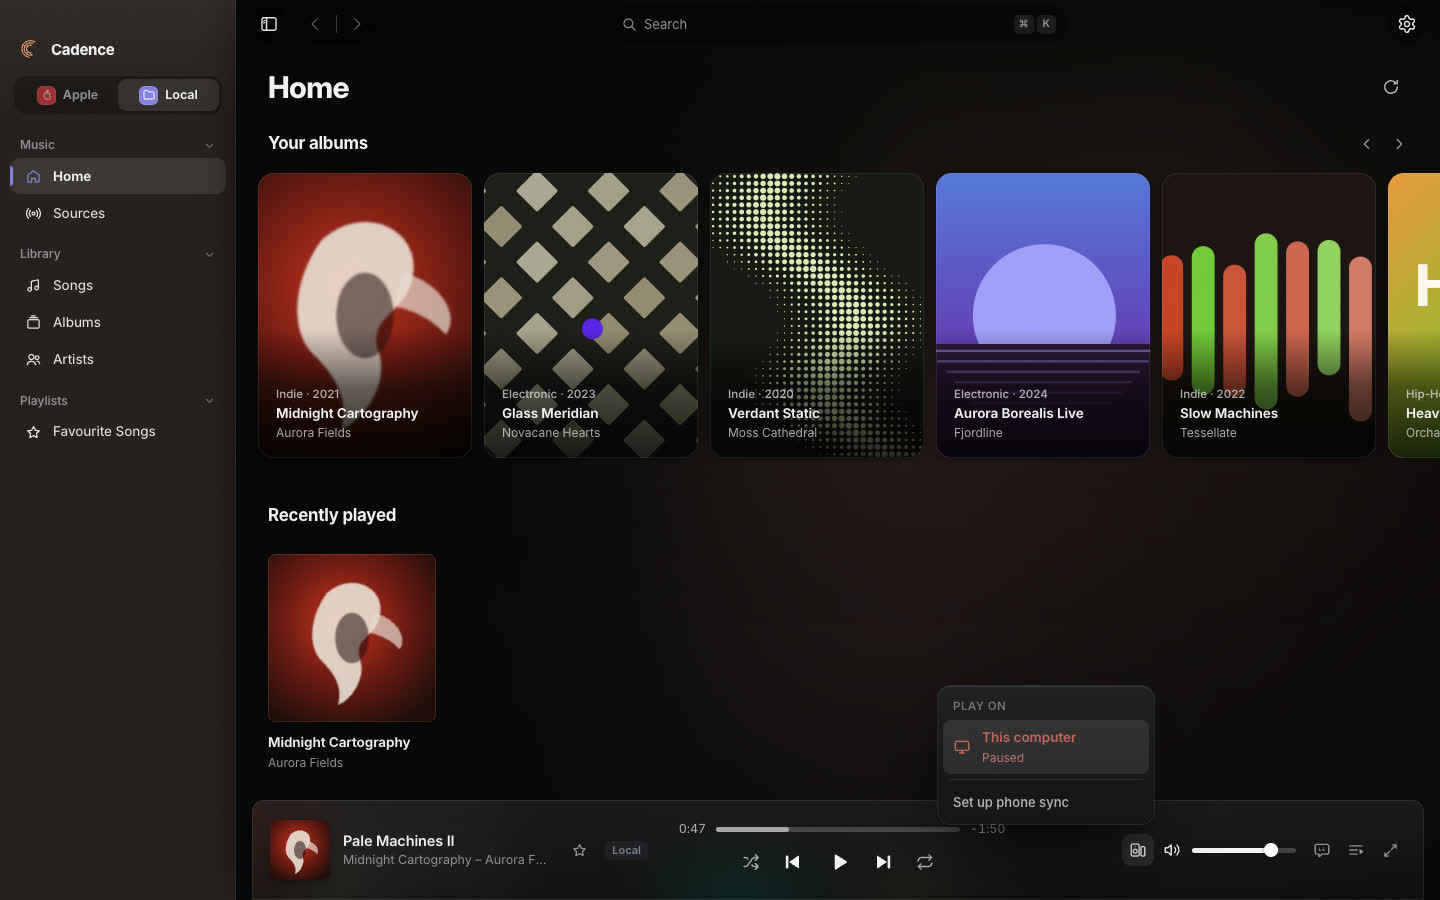 Cadence
Apple
Local
Music
Home
Sources
Library
Songs
Albums
Artists
Playlists
Favourite Songs
Search
⌘ K
Home
Your albums
Indie · 2021
Midnight Cartography
Aurora Fields
Electronic · 2023
Glass Meridian
Novacane Hearts
Indie · 2020
Verdant Static
Moss Cathedral
Electronic · 2024
Aurora Borealis Live
Fjordline
Indie · 2022
Slow Machines
Tessellate
H
Hip-H
Heav
Orcha
Recently played
Midnight Cartography
Aurora Fields
PLAY ON
This computer
Paused
Set up phone sync
Pale Machines II
Midnight Cartography – Aurora F...
Local
0:47
-1:50